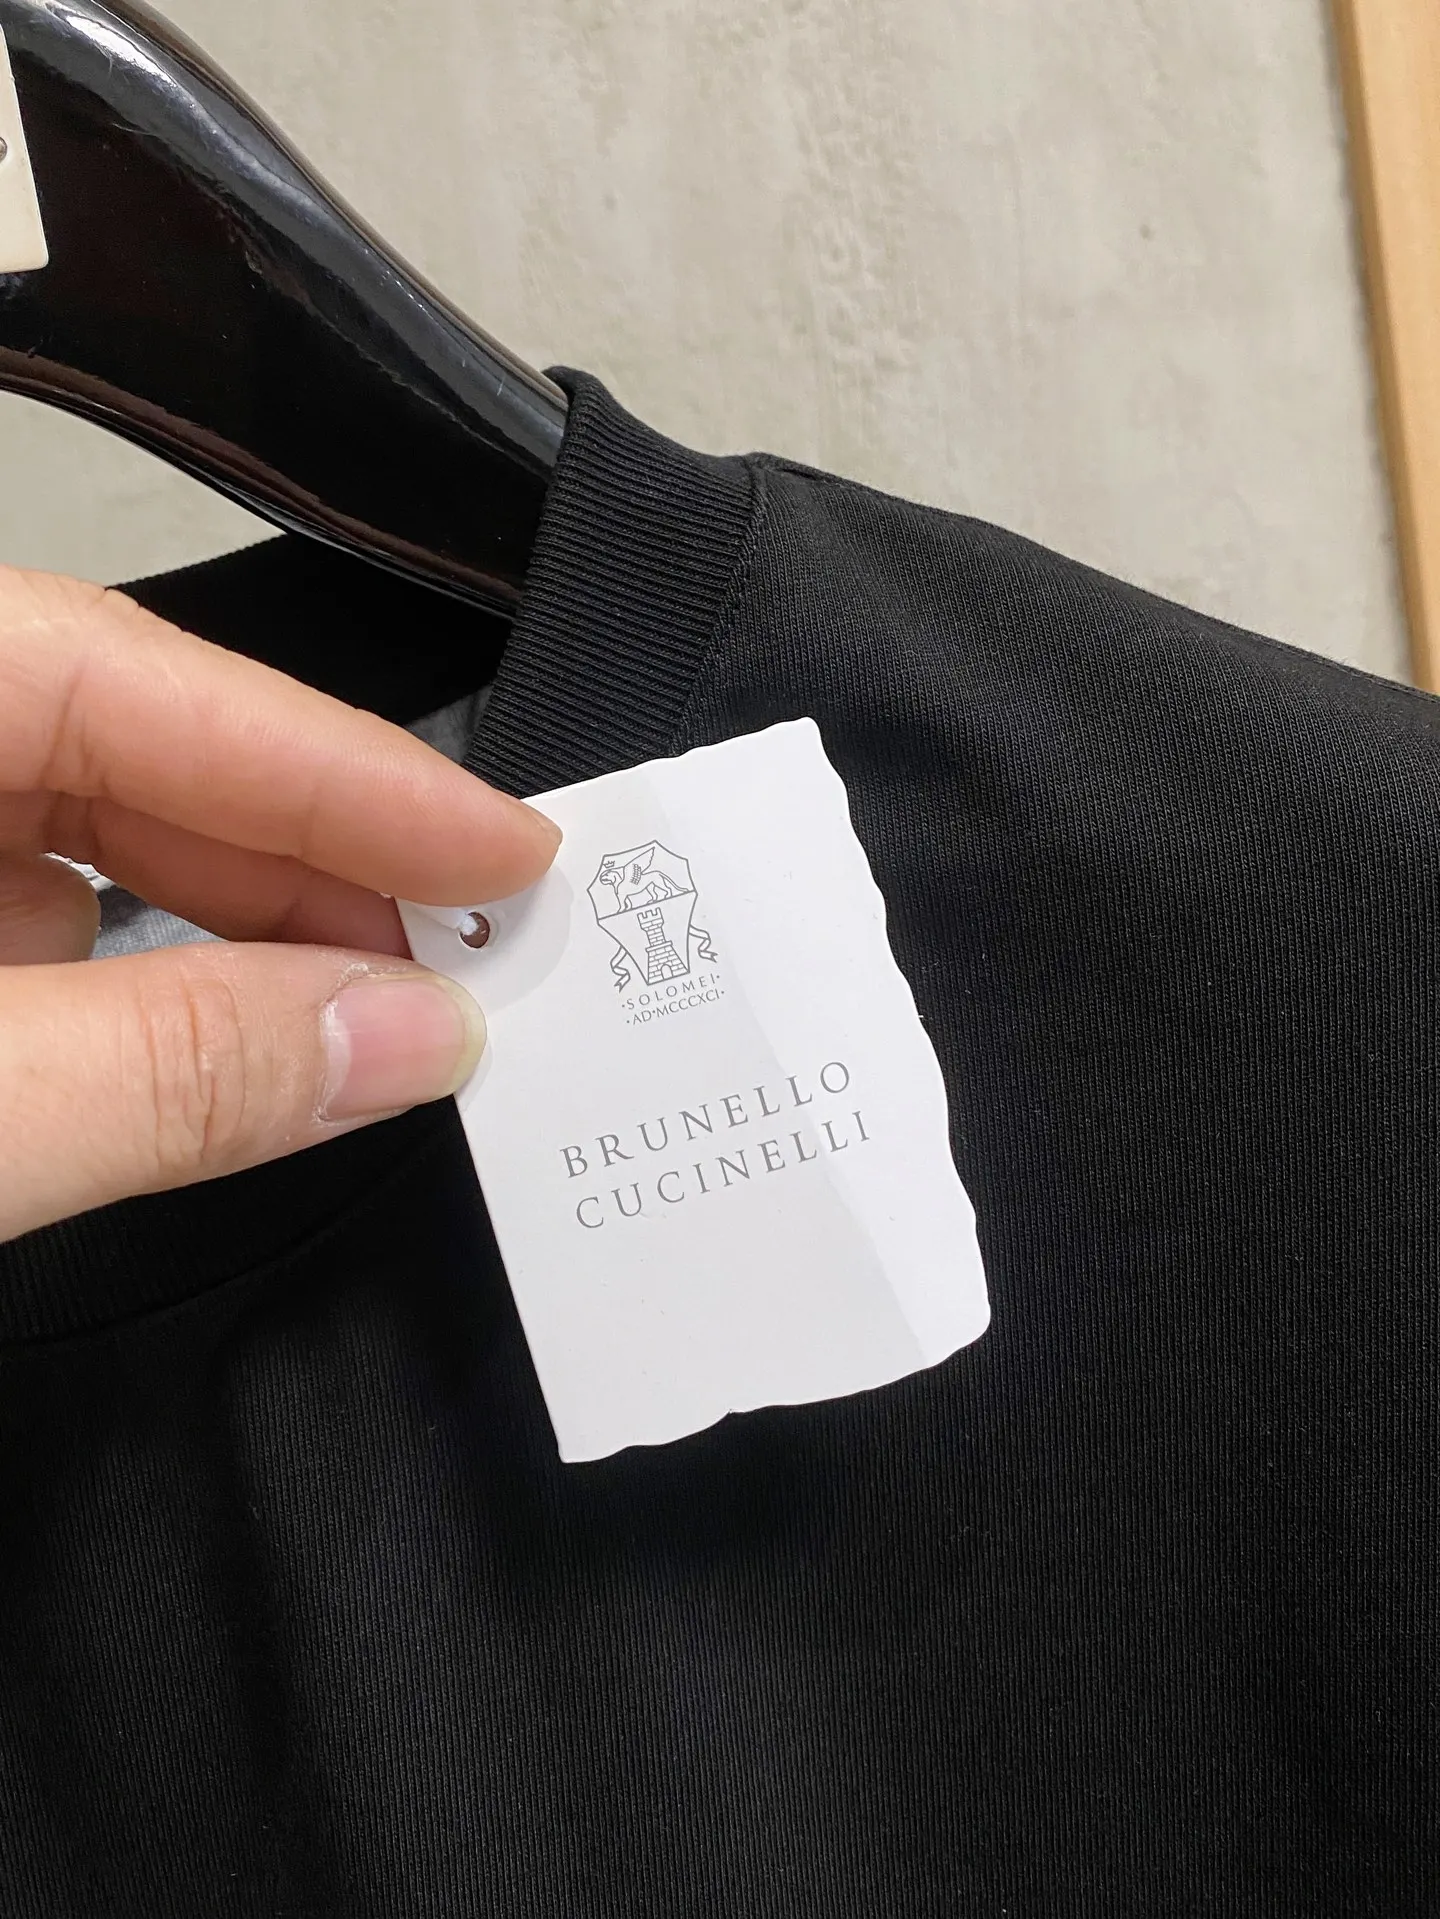 ·SOLOMEI·
·AD·MCCCXCI·
BRUNELLO
CUCINELLI